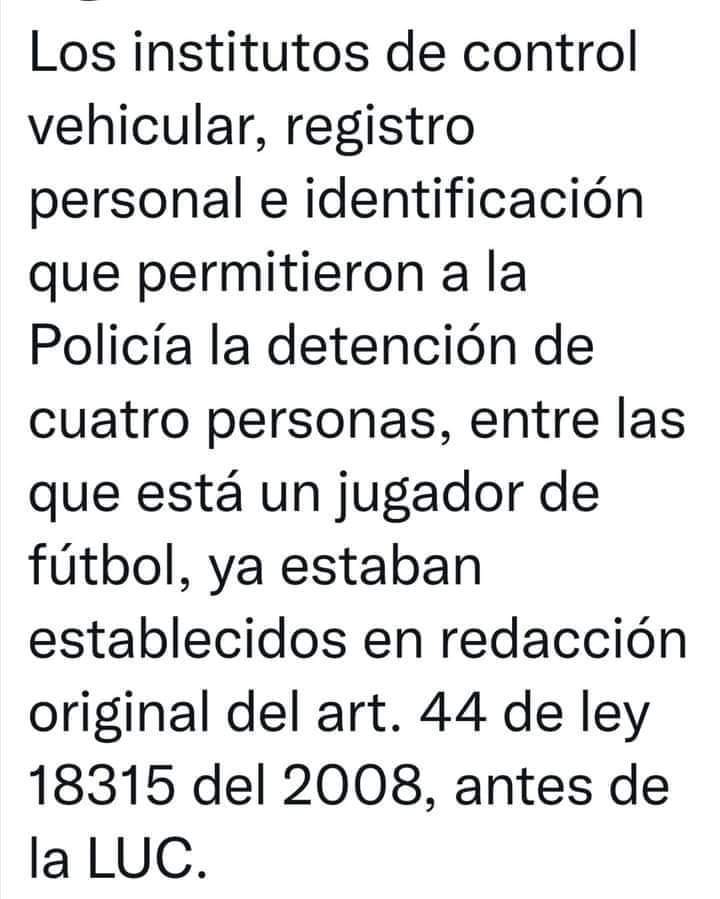 Los institutos de control
vehicular, registro
personal e identificación
que permitieron a la
Policía la detención de
cuatro personas, entre las
que está un jugador de
fútbol, ya estaban
establecidos en redacción
original del art. 44 de ley
18315 del 2008, antes de
la LUC.